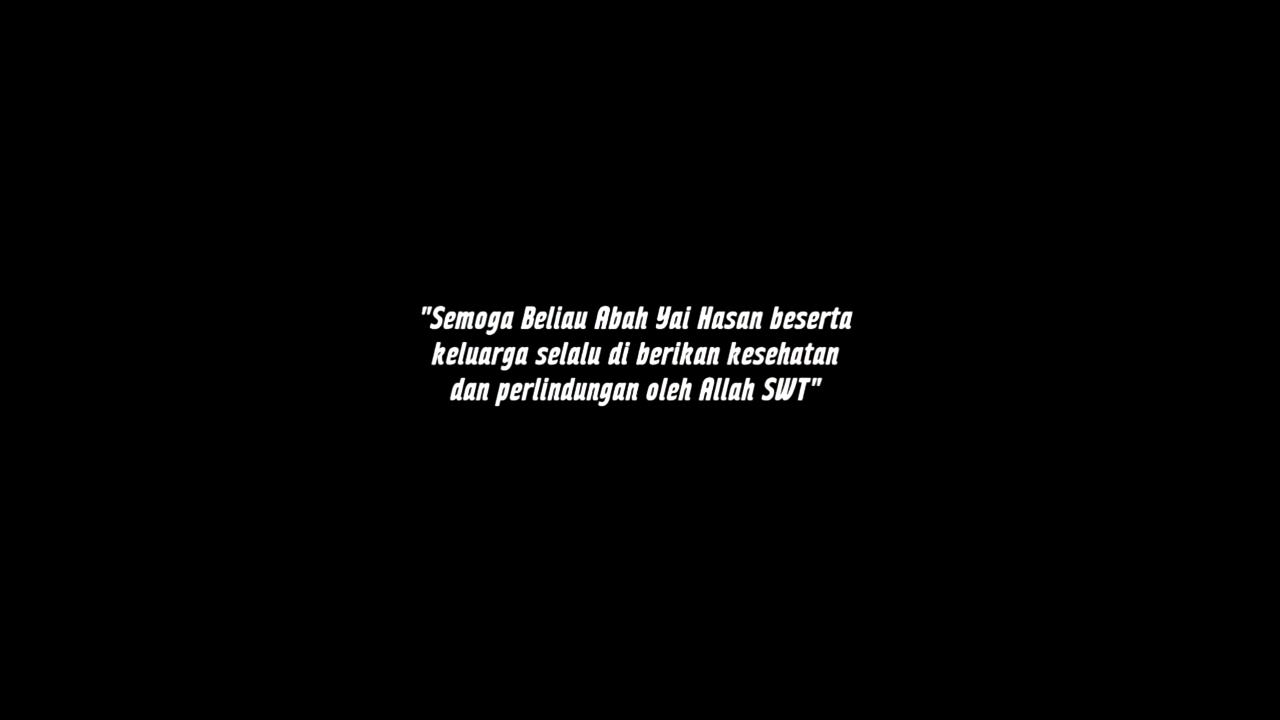 "Semoga Beliau Abah Yai Hasan beserta
keluarga selalu di berikan kesehatan
dan perlindungan oleh Allah SWT"